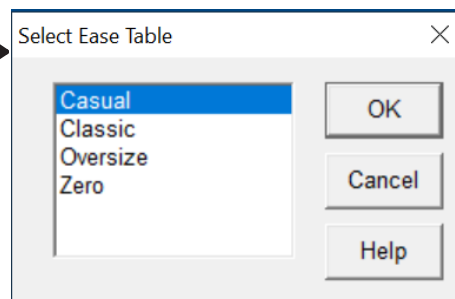 Select Ease Table
Casual
Classic
Oversize
Zero
OK
Cancel
Help